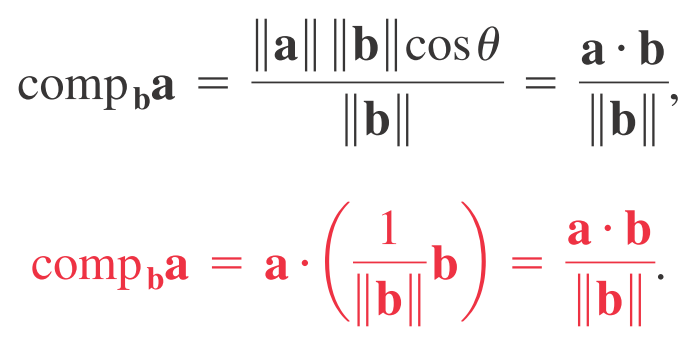 comp_𝐛 𝐚 = ‖𝐚‖ ‖𝐛‖ cos θ / ‖𝐛‖ = 𝐚 · 𝐛 / ‖𝐛‖,
comp_𝐛 𝐚 = 𝐚 · (1 / ‖𝐛‖ 𝐛) = 𝐚 · 𝐛 / ‖𝐛‖.